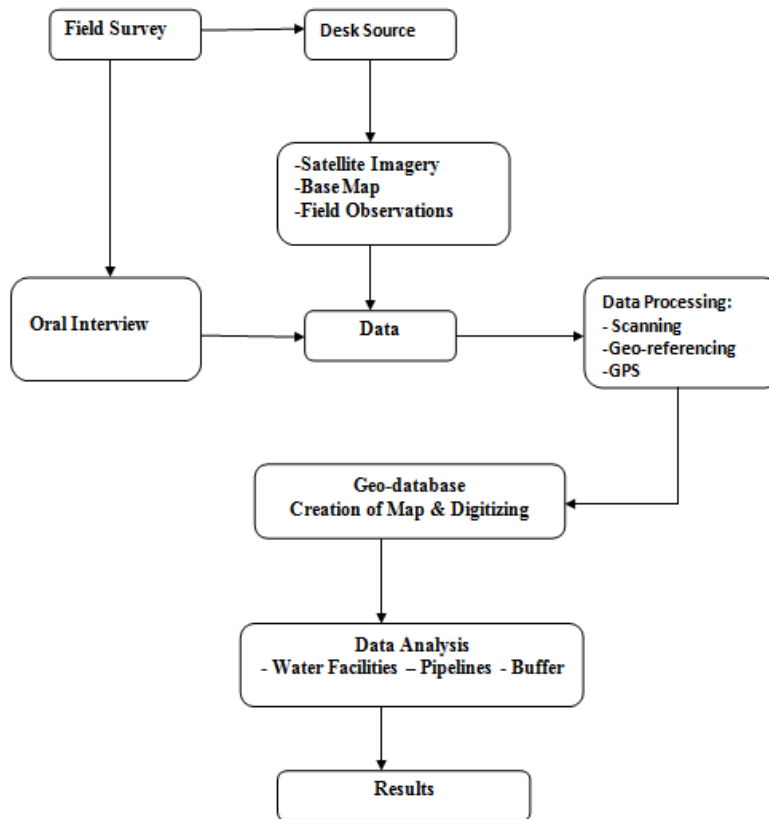 Field Survey
Desk Source
-Satellite Imagery
-Base Map
-Field Observations
Oral Interview
Data
Data Processing:
- Scanning
-Geo-referencing
-GPS
Geo-database
Creation of Map & Digitizing
Data Analysis
- Water Facilities – Pipelines - Buffer
Results